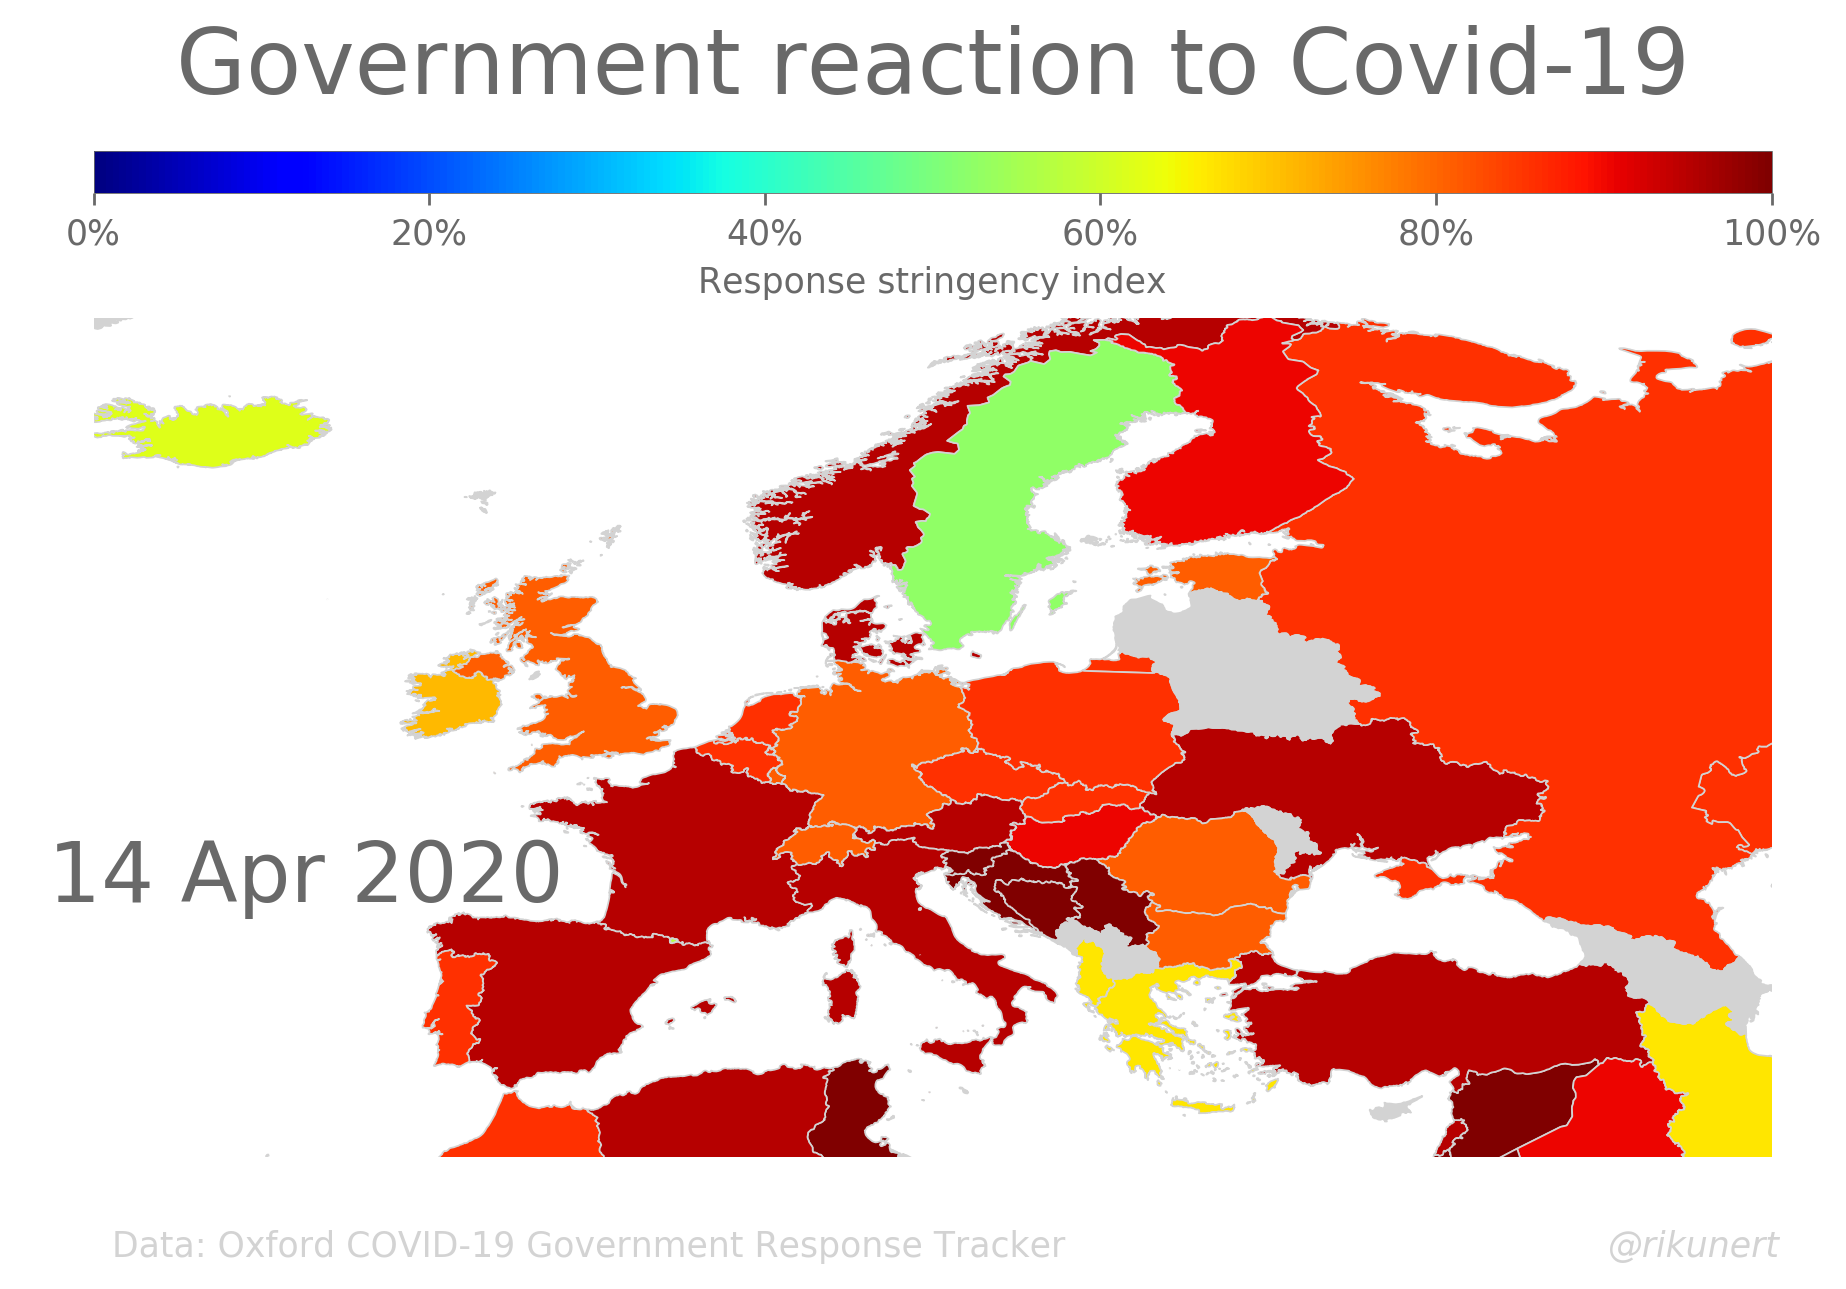 Government reaction to Covid-19
0% 20% 40% 60% 80% 100%
Response stringency index
14 Apr 2020
Data: Oxford COVID-19 Government Response Tracker
@rikunert